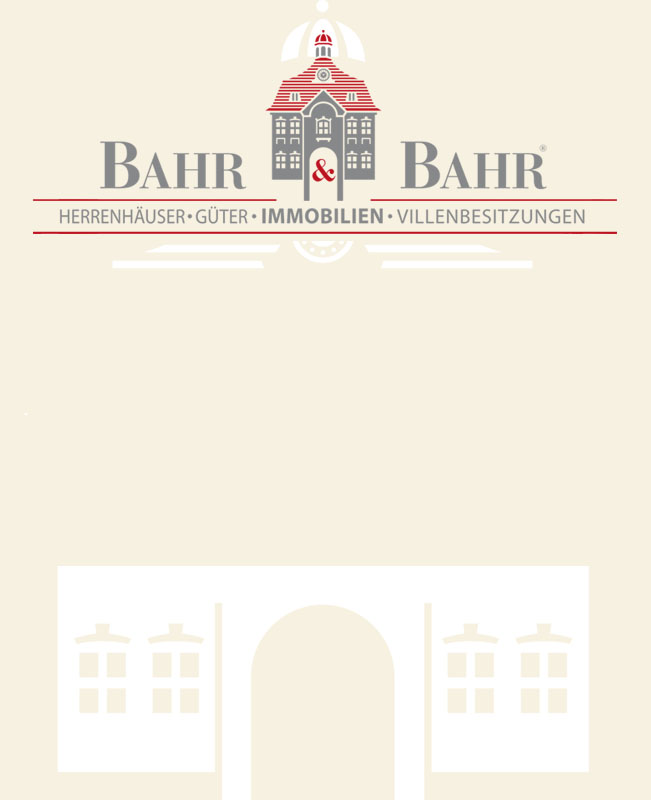 BAHR & BAHR®
HERRENHÄUSER • GÜTER • IMMOBILIEN • VILLENBESITZUNGEN